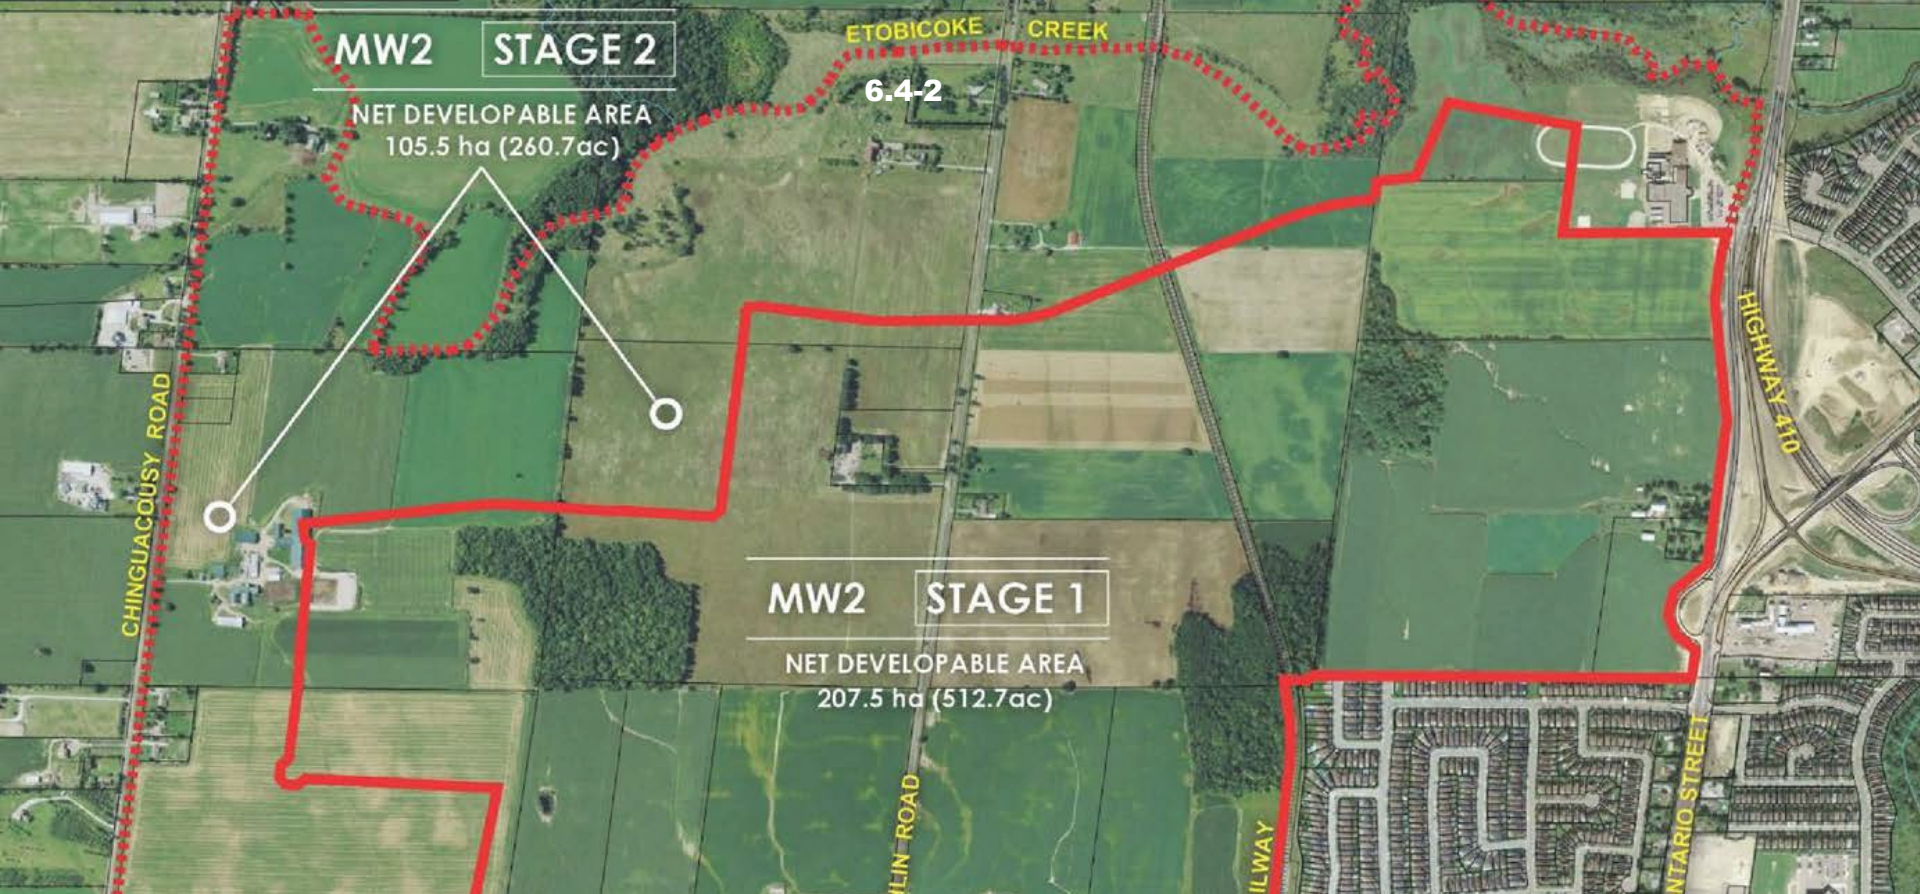 ETOBICOKE CREEK
MW2 STAGE 2
6.4-2
NET DEVELOPABLE AREA
105.5 ha (260.7ac)
HIGHWAY 410
CHINGUACOUSY ROAD
MW2 STAGE 1
NET DEVELOPABLE AREA
207.5 ha (512.7ac)
ILIN ROAD
ILWAY
NTARIO STREET